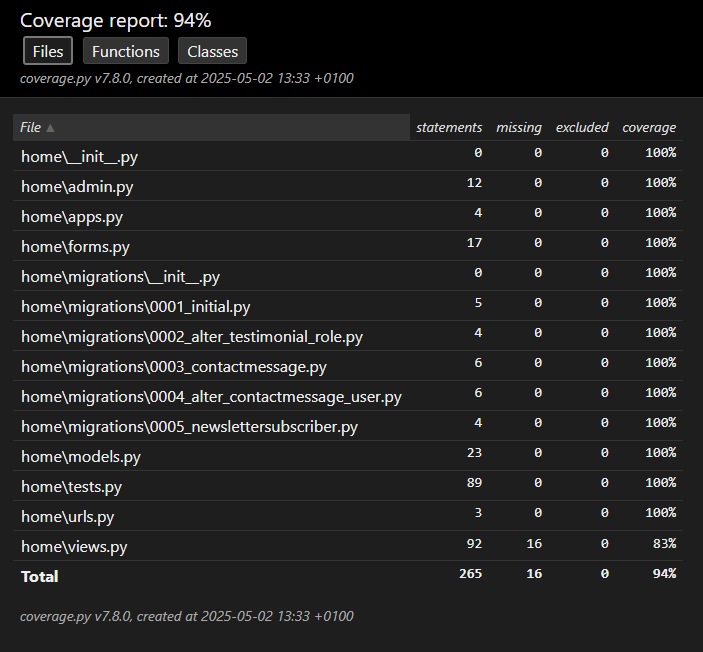 Coverage report: 94%
Files Functions Classes
coverage.py v7.8.0, created at 2025-05-02 13:33 +0100
File ▲ statements missing excluded coverage
home\__init__.py 0 0 0 100%
home\admin.py 12 0 0 100%
home\apps.py 4 0 0 100%
home\forms.py 17 0 0 100%
home\migrations\__init__.py 0 0 0 100%
home\migrations\0001_initial.py 5 0 0 100%
home\migrations\0002_alter_testimonial_role.py 4 0 0 100%
home\migrations\0003_contactmessage.py 6 0 0 100%
home\migrations\0004_alter_contactmessage_user.py 6 0 0 100%
home\migrations\0005_newslettersubscriber.py 4 0 0 100%
home\models.py 23 0 0 100%
home\tests.py 89 0 0 100%
home\urls.py 3 0 0 100%
home\views.py 92 16 0 83%
Total 265 16 0 94%
coverage.py v7.8.0, created at 2025-05-02 13:33 +0100